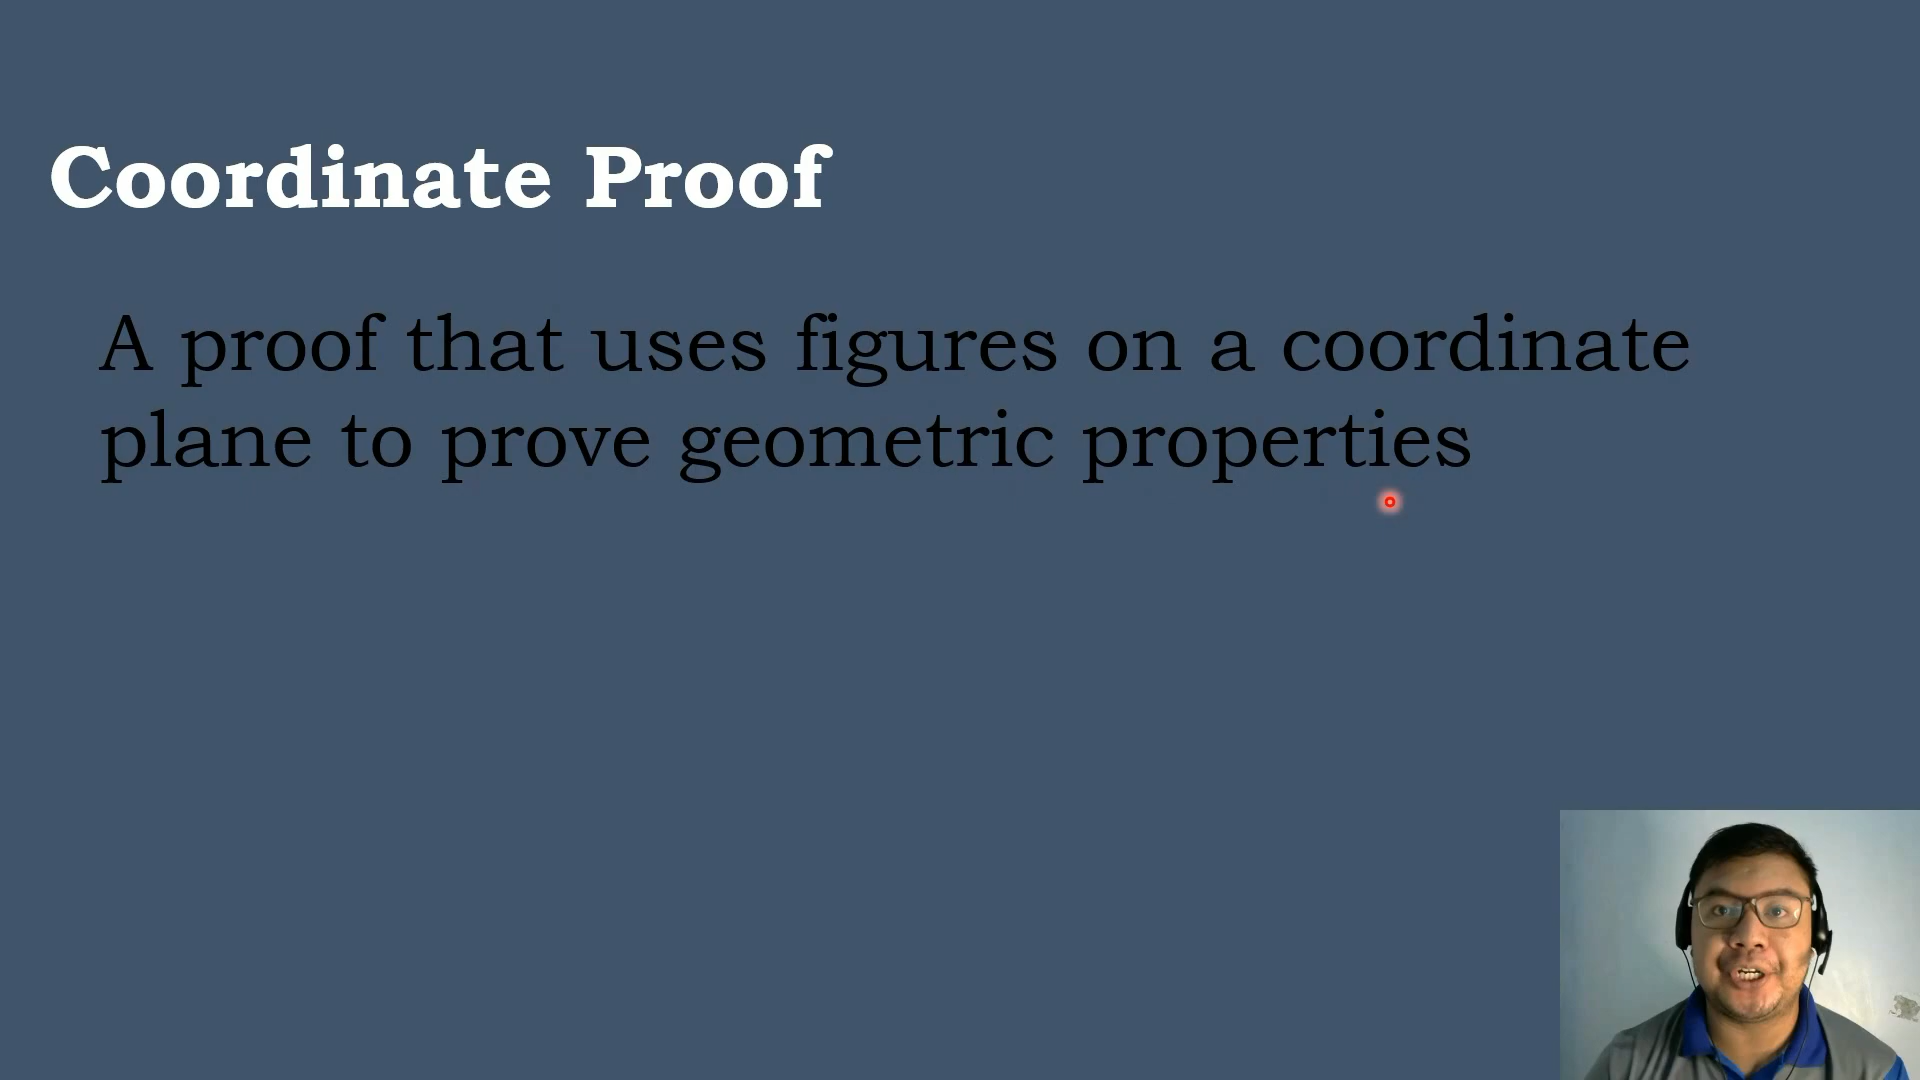 Coordinate Proof
A proof that uses figures on a coordinate
plane to prove geometric properties